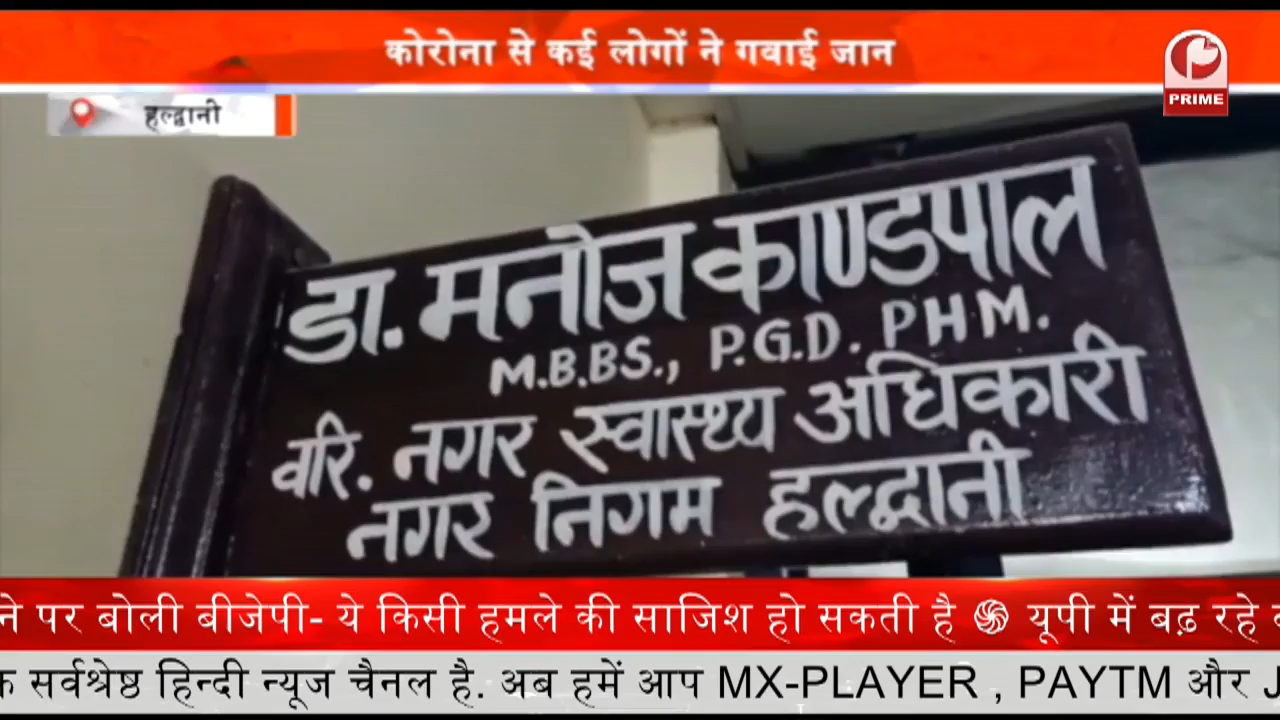 कोरोना से कई लोगों ने गवाई जान
PRIME
हल्द्वानी
डा. मनोज काण्डपाल
M.B.BS., P.G.D. PHM.
वरि. नगर स्वास्थ्य अधिकारी
नगर निगम हल्द्वानी
ने पर बोली बीजेपी- ये किसी हमले की साजिश हो सकती है ֍ यूपी में बढ़ रहे
सर्वश्रेष्ठ हिन्दी न्यूज चैनल है. अब हमें आप MX-PLAYER , PAYTM और